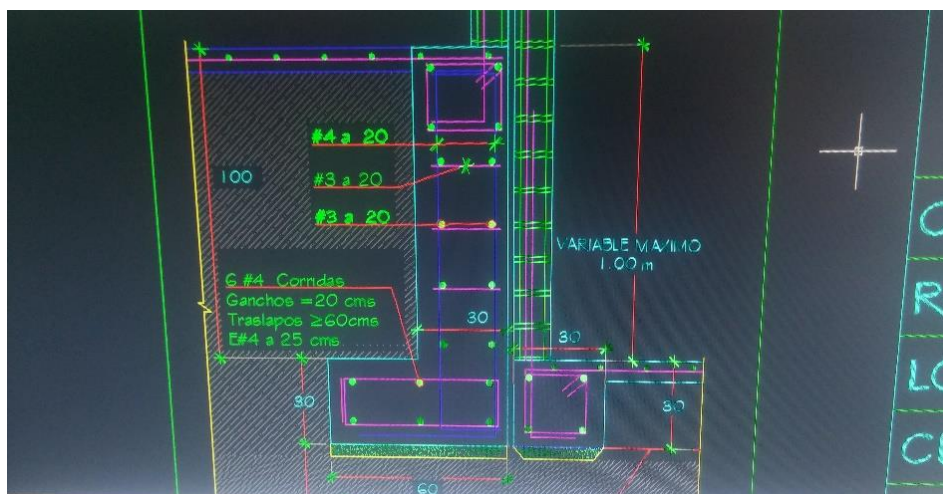 #4 a 20
#3 a 20
#3 a 20
100
6 #4 Corridas
Ganchos =20 cms
Traslapos ≥60cms
E#4 a 25 cms.
VARIABLE MAXIMO
1.00 m
30
30
30
30
60
C
R
LO